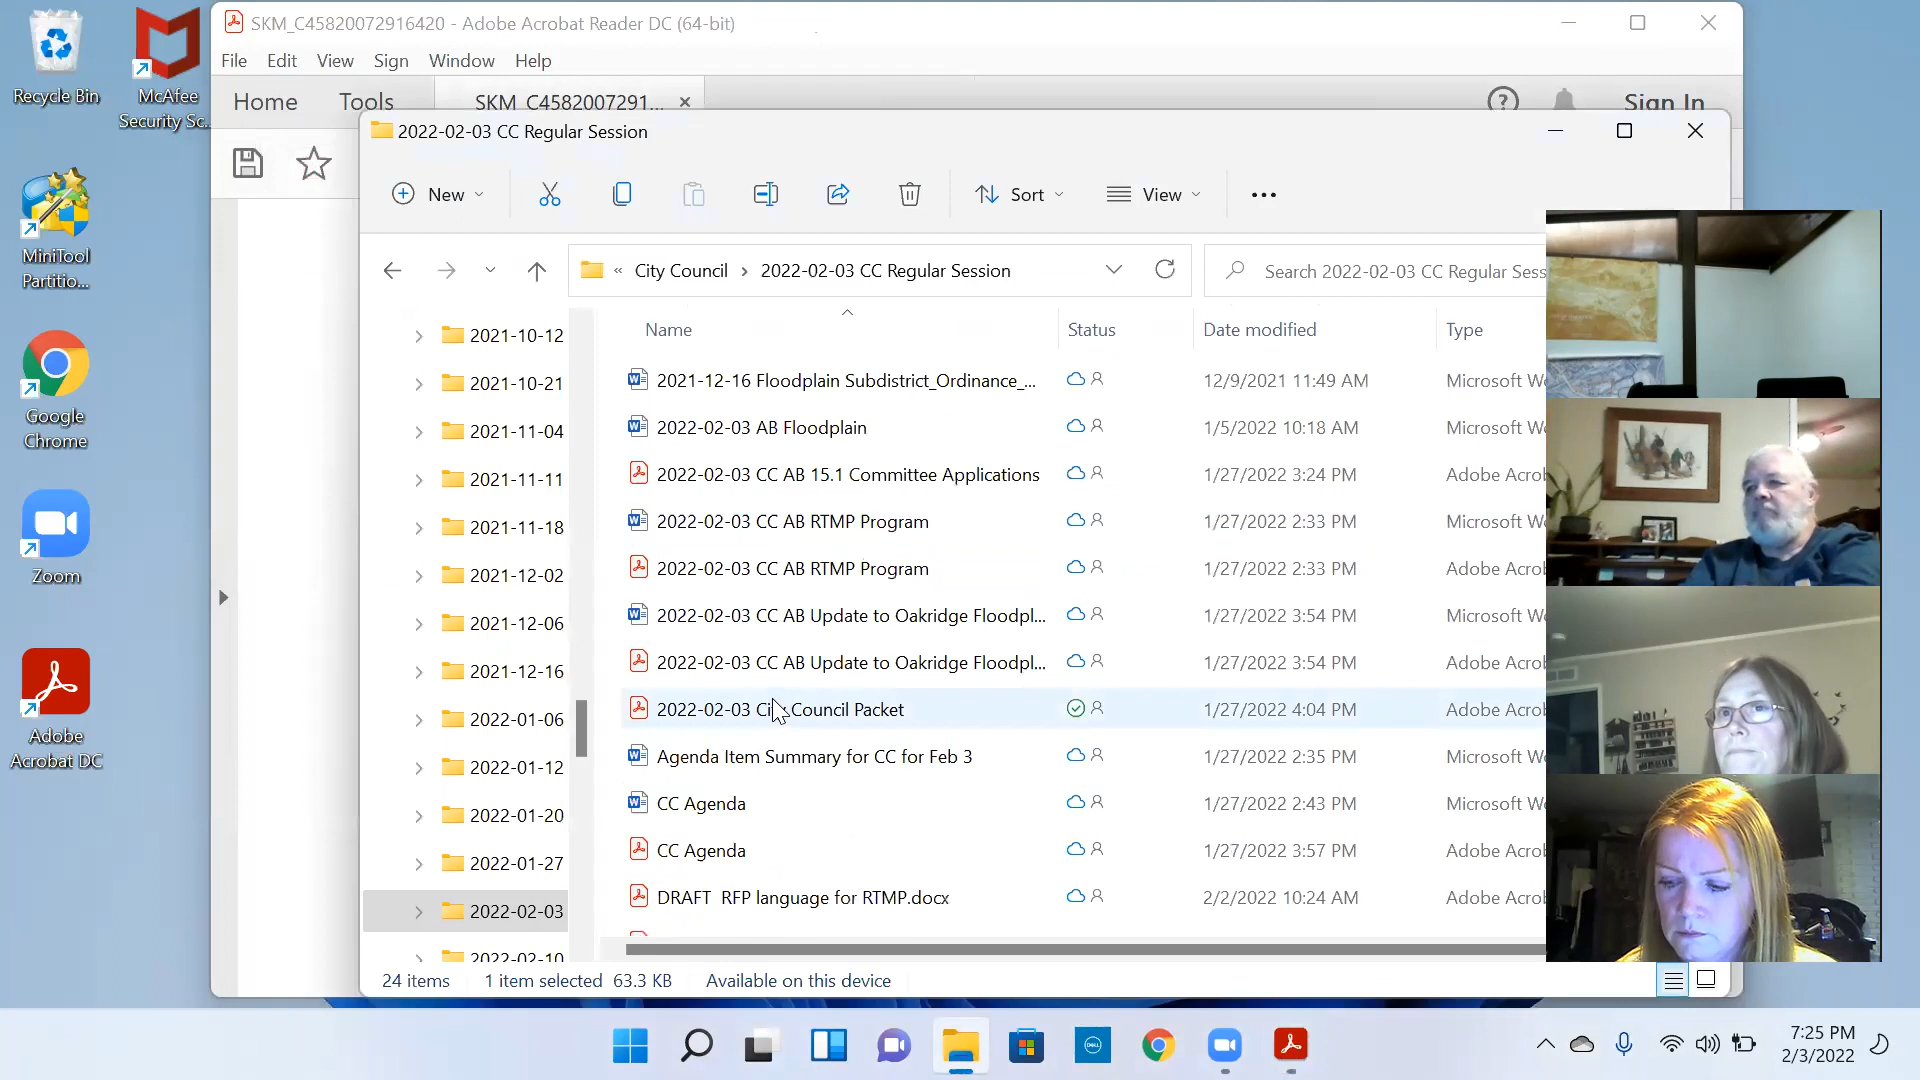 SKM_C45820072916420 - Adobe Acrobat Reader DC (64-bit)
File Edit View Sign Window Help
Home Tools SKM_C4582007291... Sign In
Recycle Bin
McAfee Security Sc...
MiniTool Partitio...
Google Chrome
Zoom
Adobe Acrobat DC
2022-02-03 CC Regular Session
New Sort View
« City Council › 2022-02-03 CC Regular Session
Search 2022-02-03 CC Regular Sess
2021-10-12
2021-10-21
2021-11-04
2021-11-11
2021-11-18
2021-12-02
2021-12-06
2021-12-16
2022-01-06
2022-01-12
2022-01-20
2022-01-27
2022-02-03
2022-02-10
Name Status Date modified Type
2021-12-16 Floodplain Subdistrict_Ordinance_... 12/9/2021 11:49 AM Microsoft W
2022-02-03 AB Floodplain 1/5/2022 10:18 AM Microsoft W
2022-02-03 CC AB 15.1 Committee Applications 1/27/2022 3:24 PM Adobe Acrob
2022-02-03 CC AB RTMP Program 1/27/2022 2:33 PM Microsoft W
2022-02-03 CC AB RTMP Program 1/27/2022 2:33 PM Adobe Acrob
2022-02-03 CC AB Update to Oakridge Floodpl... 1/27/2022 3:54 PM Microsoft W
2022-02-03 CC AB Update to Oakridge Floodpl... 1/27/2022 3:54 PM Adobe Acrob
2022-02-03 City Council Packet 1/27/2022 4:04 PM Adobe Acrob
Agenda Item Summary for CC for Feb 3 1/27/2022 2:35 PM Microsoft W
CC Agenda 1/27/2022 2:43 PM Microsoft W
CC Agenda 1/27/2022 3:57 PM Adobe Acrob
DRAFT RFP language for RTMP.docx 2/2/2022 10:24 AM Adobe Acrob
24 items 1 item selected 63.3 KB Available on this device
DELL
7:25 PM
2/3/2022